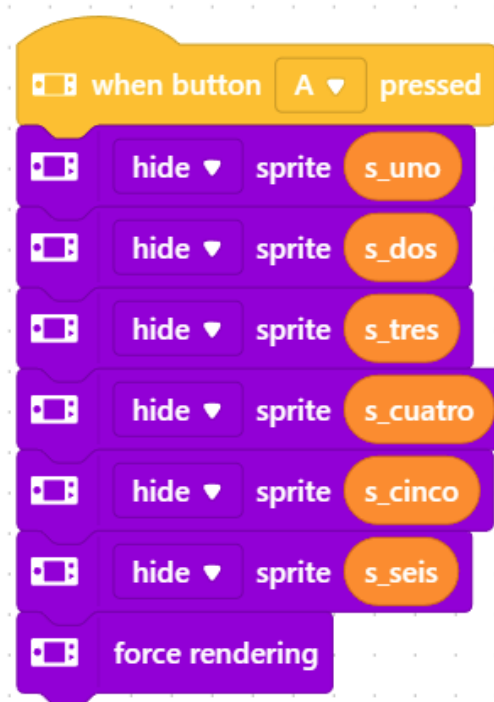 when button A pressed
hide sprite s_uno
hide sprite s_dos
hide sprite s_tres
hide sprite s_cuatro
hide sprite s_cinco
hide sprite s_seis
force rendering